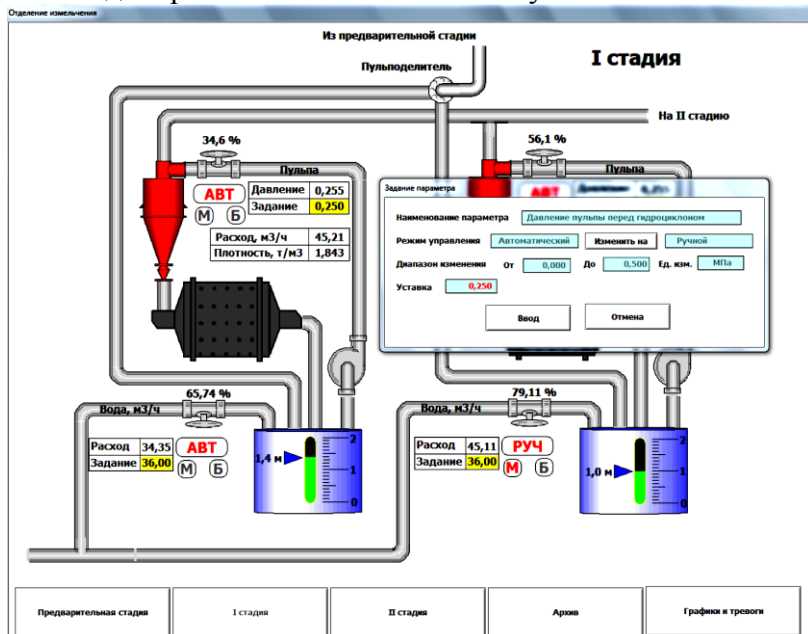 Отделение измельчения
Из предварительной стадии
I стадия
Пульподелитель
На II стадию
34,6 %
56,1 %
Пульпа
Пульпа
АВТ
М Б
Давление 0,255
Задание 0,250
Расход, м3/ч 45,21
Плотность, т/м3 1,843
АВТ
Задание параметра
Наименование параметра Давление пульпы перед гидроциклоном
Режим управления Автоматический Изменить на Ручной
Диапазон изменения От 0,000 До 0,500 Ед. изм. МПа
Уставка 0,250
Ввод Отмена
65,74 %
79,11 %
Вода, м3/ч
Вода, м3/ч
Расход 34,35
Задание 36,00
АВТ
М Б
1,4 м
2
1
0
Расход 45,11
Задание 36,00
РУЧ
М Б
1,0 м
2
1
0
Предварительная стадия I стадия II стадия Архив Графики и тревоги